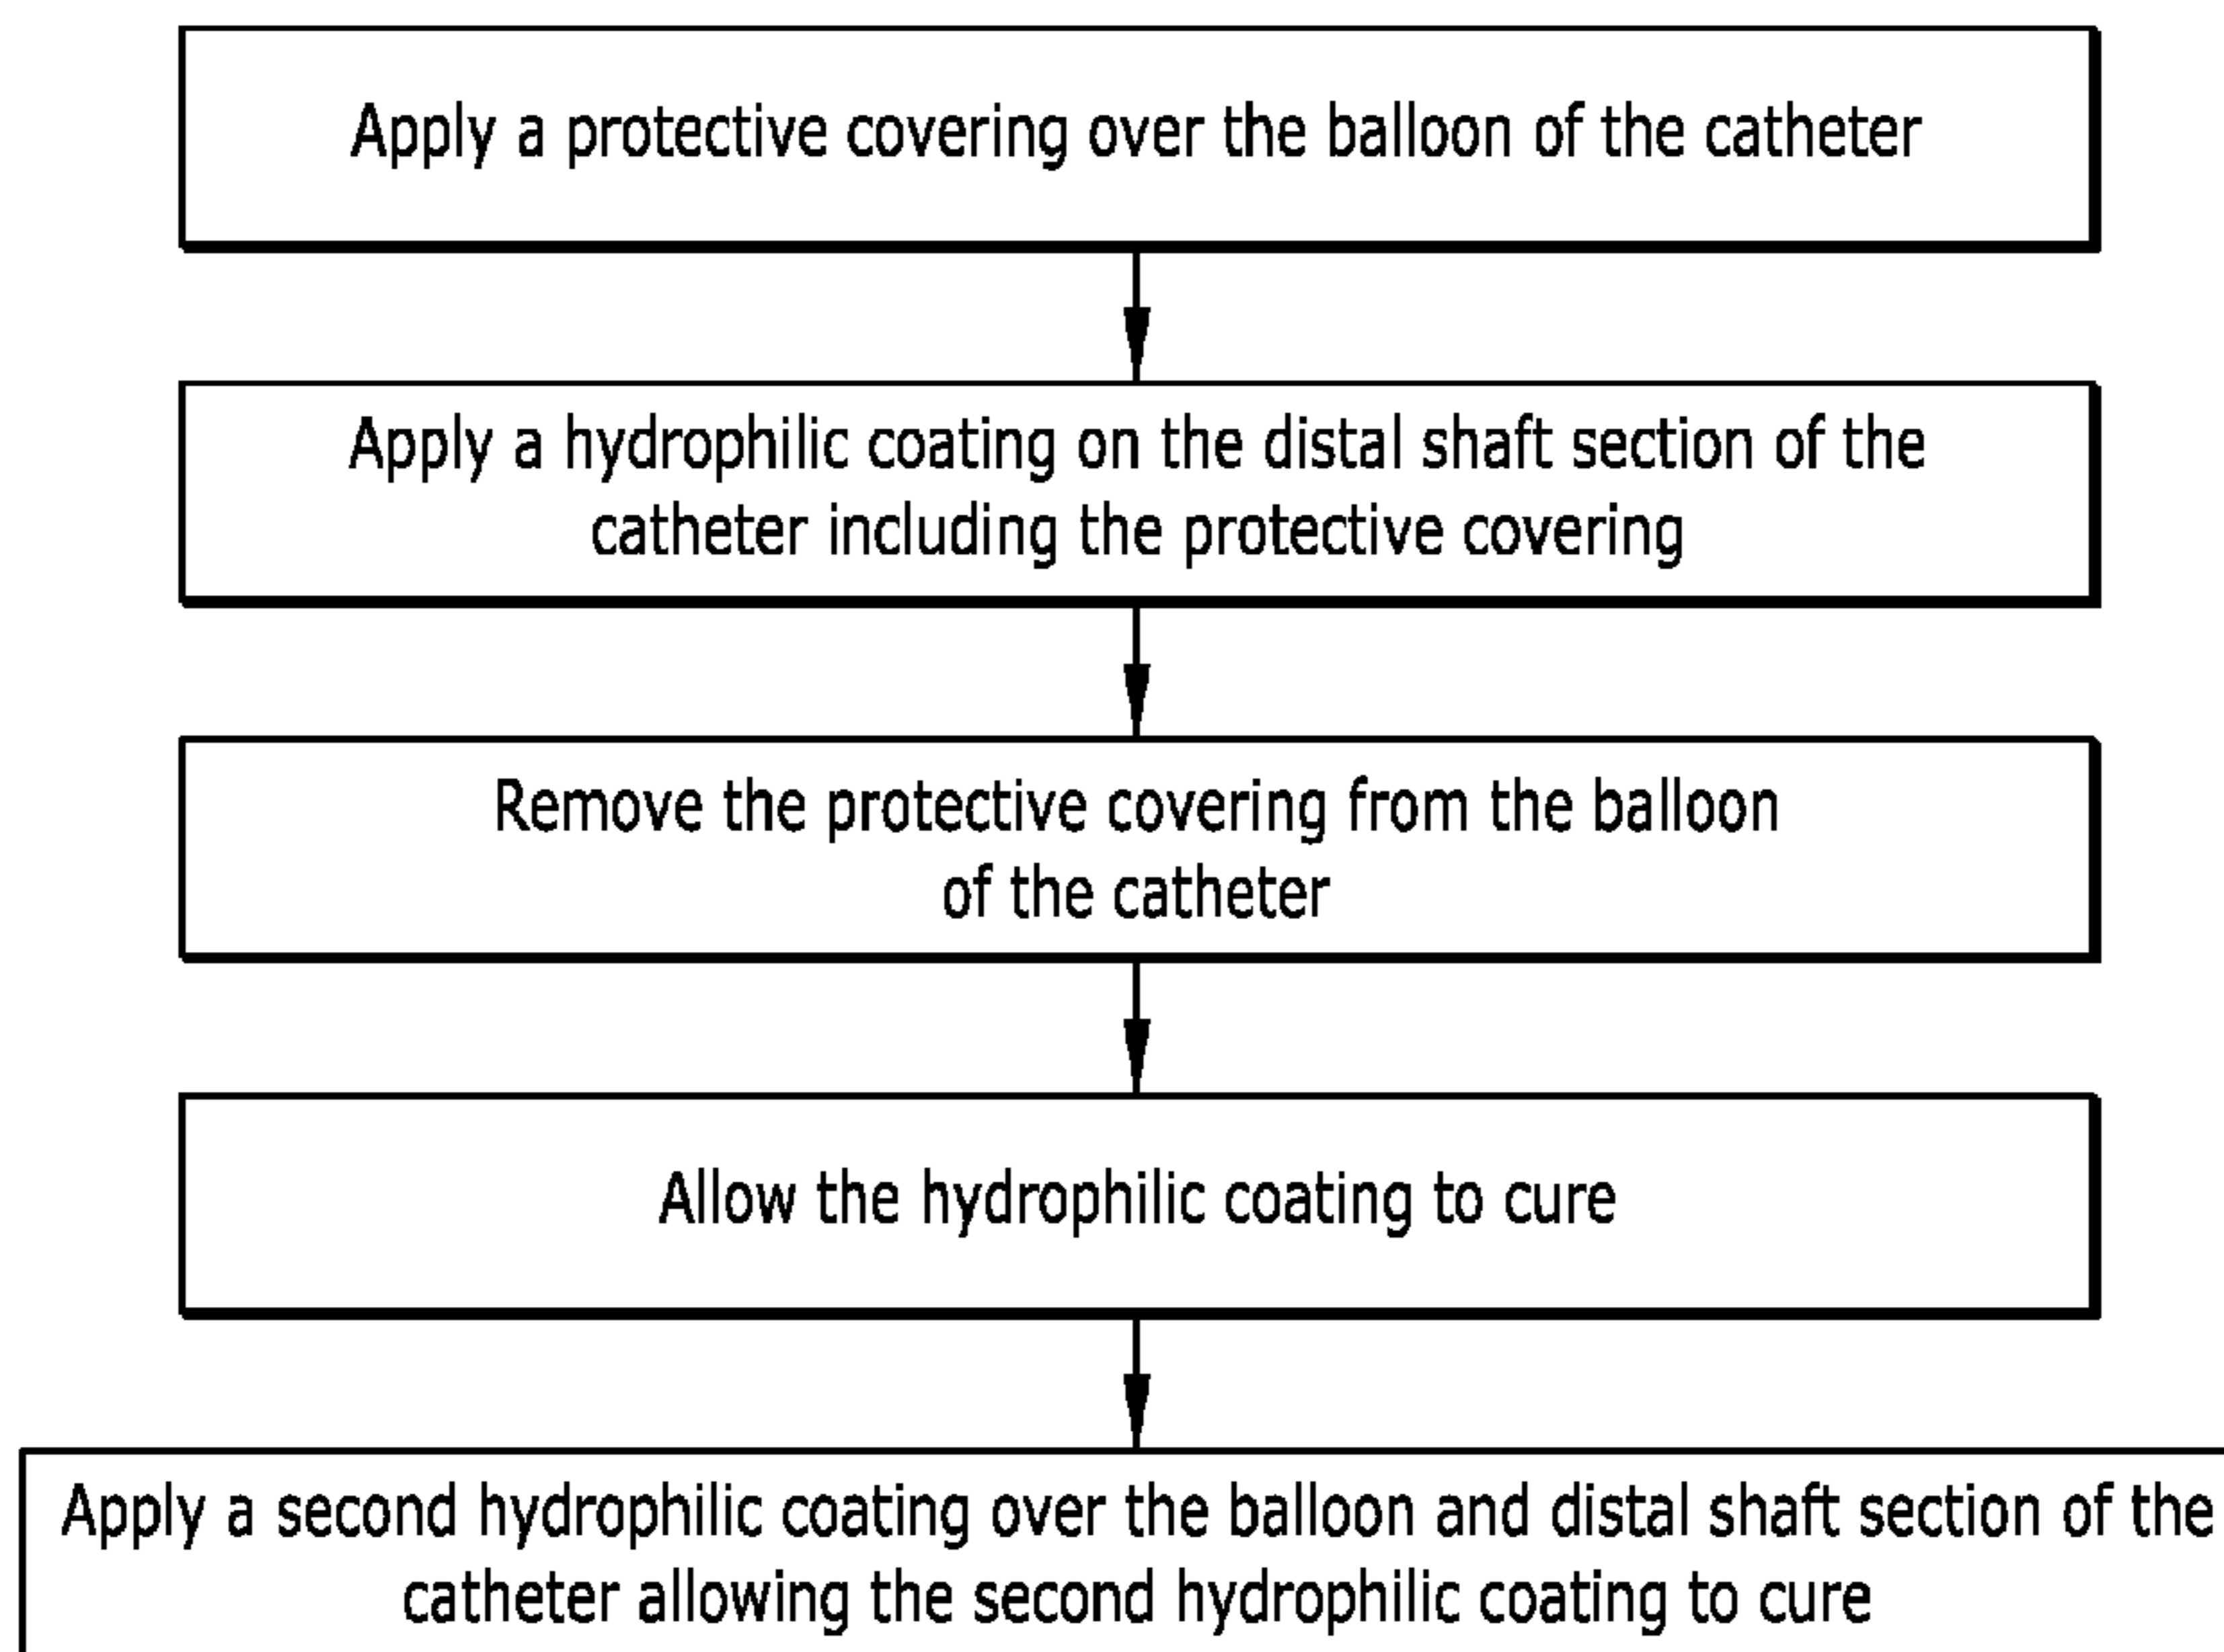 Apply a protective covering over the balloon of the catheter
Apply a hydrophilic coating on the distal shaft section of the
catheter including the protective covering
Remove the protective covering from the balloon
of the catheter
Allow the hydrophilic coating to cure
Apply a second hydrophilic coating over the balloon and distal shaft section of the
catheter allowing the second hydrophilic coating to cure